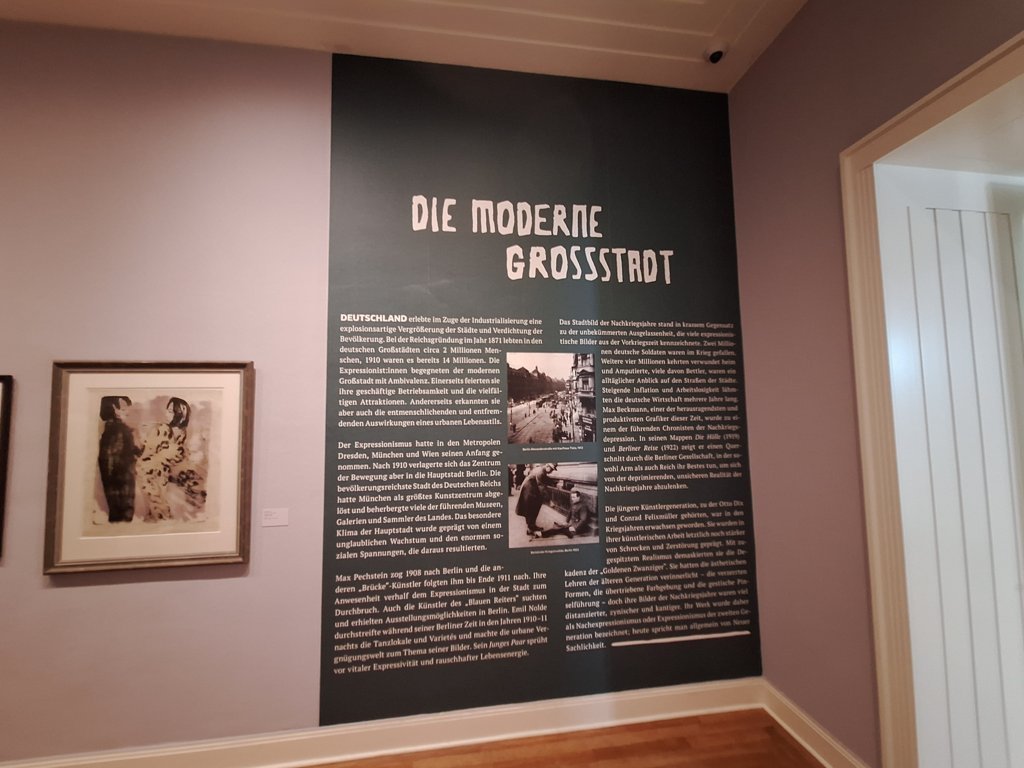 DIE MODERNE
GROSSSTADT
DEUTSCHLAND erlebte im Zuge der Industrialisierung eine
explosionsartige Vergrößerung der Städte und Verdichtung der
Bevölkerung. Bei der Reichsgründung im Jahr 1871 lebten in den
deutschen Großstädten circa 2 Millionen Men-
schen, 1910 waren es bereits 14 Millionen. Die
Expressionist:innen begegneten der modernen
Großstadt mit Ambivalenz. Einerseits feierten sie
ihre geschäftige Betriebsamkeit und die vielfäl-
tigen Attraktionen. Andererseits erkannten sie
aber auch die entmenschlichenden und entfrem-
denden Auswirkungen eines urbanen Lebensstils.
Der Expressionismus hatte in den Metropolen
Dresden, München und Wien seinen Anfang ge-
nommen. Nach 1910 verlagerte sich das Zentrum
der Bewegung aber in die Hauptstadt Berlin. Die
bevölkerungsreichste Stadt des Deutschen Reichs
hatte München als größtes Kunstzentrum abge-
löst und beherbergte viele der führenden Museen,
Galerien und Sammler des Landes. Das besondere
Klima der Hauptstadt wurde geprägt von einem
unglaublichen Wachstum und den enormen so-
zialen Spannungen, die daraus resultierten.
Max Pechstein zog 1908 nach Berlin und die an-
deren „Brücke“-Künstler folgten ihm bis Ende 1911 nach. Ihre
Anwesenheit verhalf dem Expressionismus in der Stadt zum
Durchbruch. Auch die Künstler des „Blauen Reiters“ suchten
und erhielten Ausstellungsmöglichkeiten in Berlin. Emil Nolde
durchstreifte während seiner Berliner Zeit in den Jahren 1910–11
nachts die Tanzlokale und Varietés und machte die urbane Ver-
gnügungswelt zum Thema seiner Bilder. Sein Junges Paar sprüht
vor vitaler Expressivität und rauschhafter Lebensenergie.
Das Stadtbild der Nachkriegsjahre stand in krassem Gegensatz
zu der unbekümmerten Ausgelassenheit, die viele expressionis-
tische Bilder aus der Vorkriegszeit kennzeichnete. Zwei Millio-
nen deutsche Soldaten waren im Krieg gefallen.
Weitere vier Millionen kehrten verwundet heim
und Amputierte, viele davon Bettler, waren ein
alltäglicher Anblick auf den Straßen der Städte.
Steigende Inflation und Arbeitslosigkeit lähm-
ten die deutsche Wirtschaft mehrere Jahre lang.
Max Beckmann, einer der herausragendsten und
produktivsten Grafiker dieser Zeit, wurde zu ei-
nem der führenden Chronisten der Nachkriegs-
depression. In seinen Mappen Die Hölle (1919)
und Berliner Reise (1922) zeigt er einen Quer-
schnitt durch die Berliner Gesellschaft, in der so-
wohl Arm als auch Reich ihr Bestes tun, um sich
von der deprimierenden, unsicheren Realität der
Nachkriegsjahre abzulenken.
Die jüngere Künstlergeneration, zu der Otto Dix
und Conrad Felixmüller gehörten, war in den
Kriegsjahren erwachsen geworden. Sie wurden in
ihrer künstlerischen Arbeit letztlich noch stärker
von Schrecken und Zerstörung geprägt. Mit zu-
gespitztem Realismus demaskierten sie die De-
kadenz der „Goldenen Zwanziger“. Sie hatten die ästhetischen
Lehren der älteren Generation verinnerlicht – die verzerrten
Formen, die übertriebene Farbgebung und die gestische Pin-
selführung – doch ihre Bilder der Nachkriegsjahre waren viel
distanzierter, zynischer und kantiger. Ihr Werk wurde daher
als Nachexpressionismus oder Expressionismus der zweiten Ge-
neration bezeichnet; heute spricht man allgemein von Neuer
Sachlichkeit.